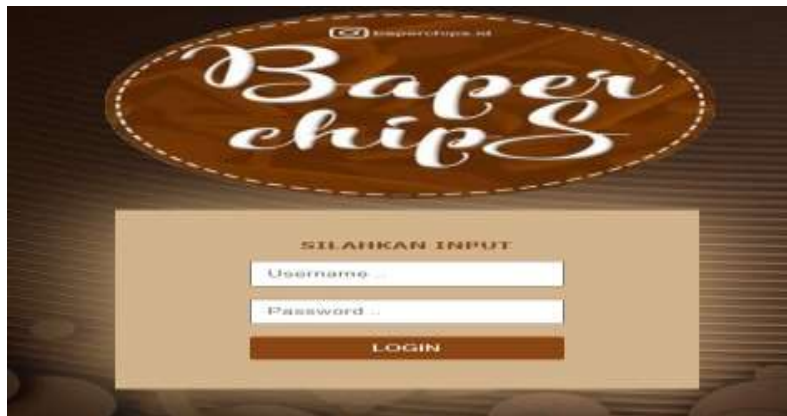 baperchips.id
Baper
chips
SILAHKAN INPUT
Username ..
Password ..
LOGIN